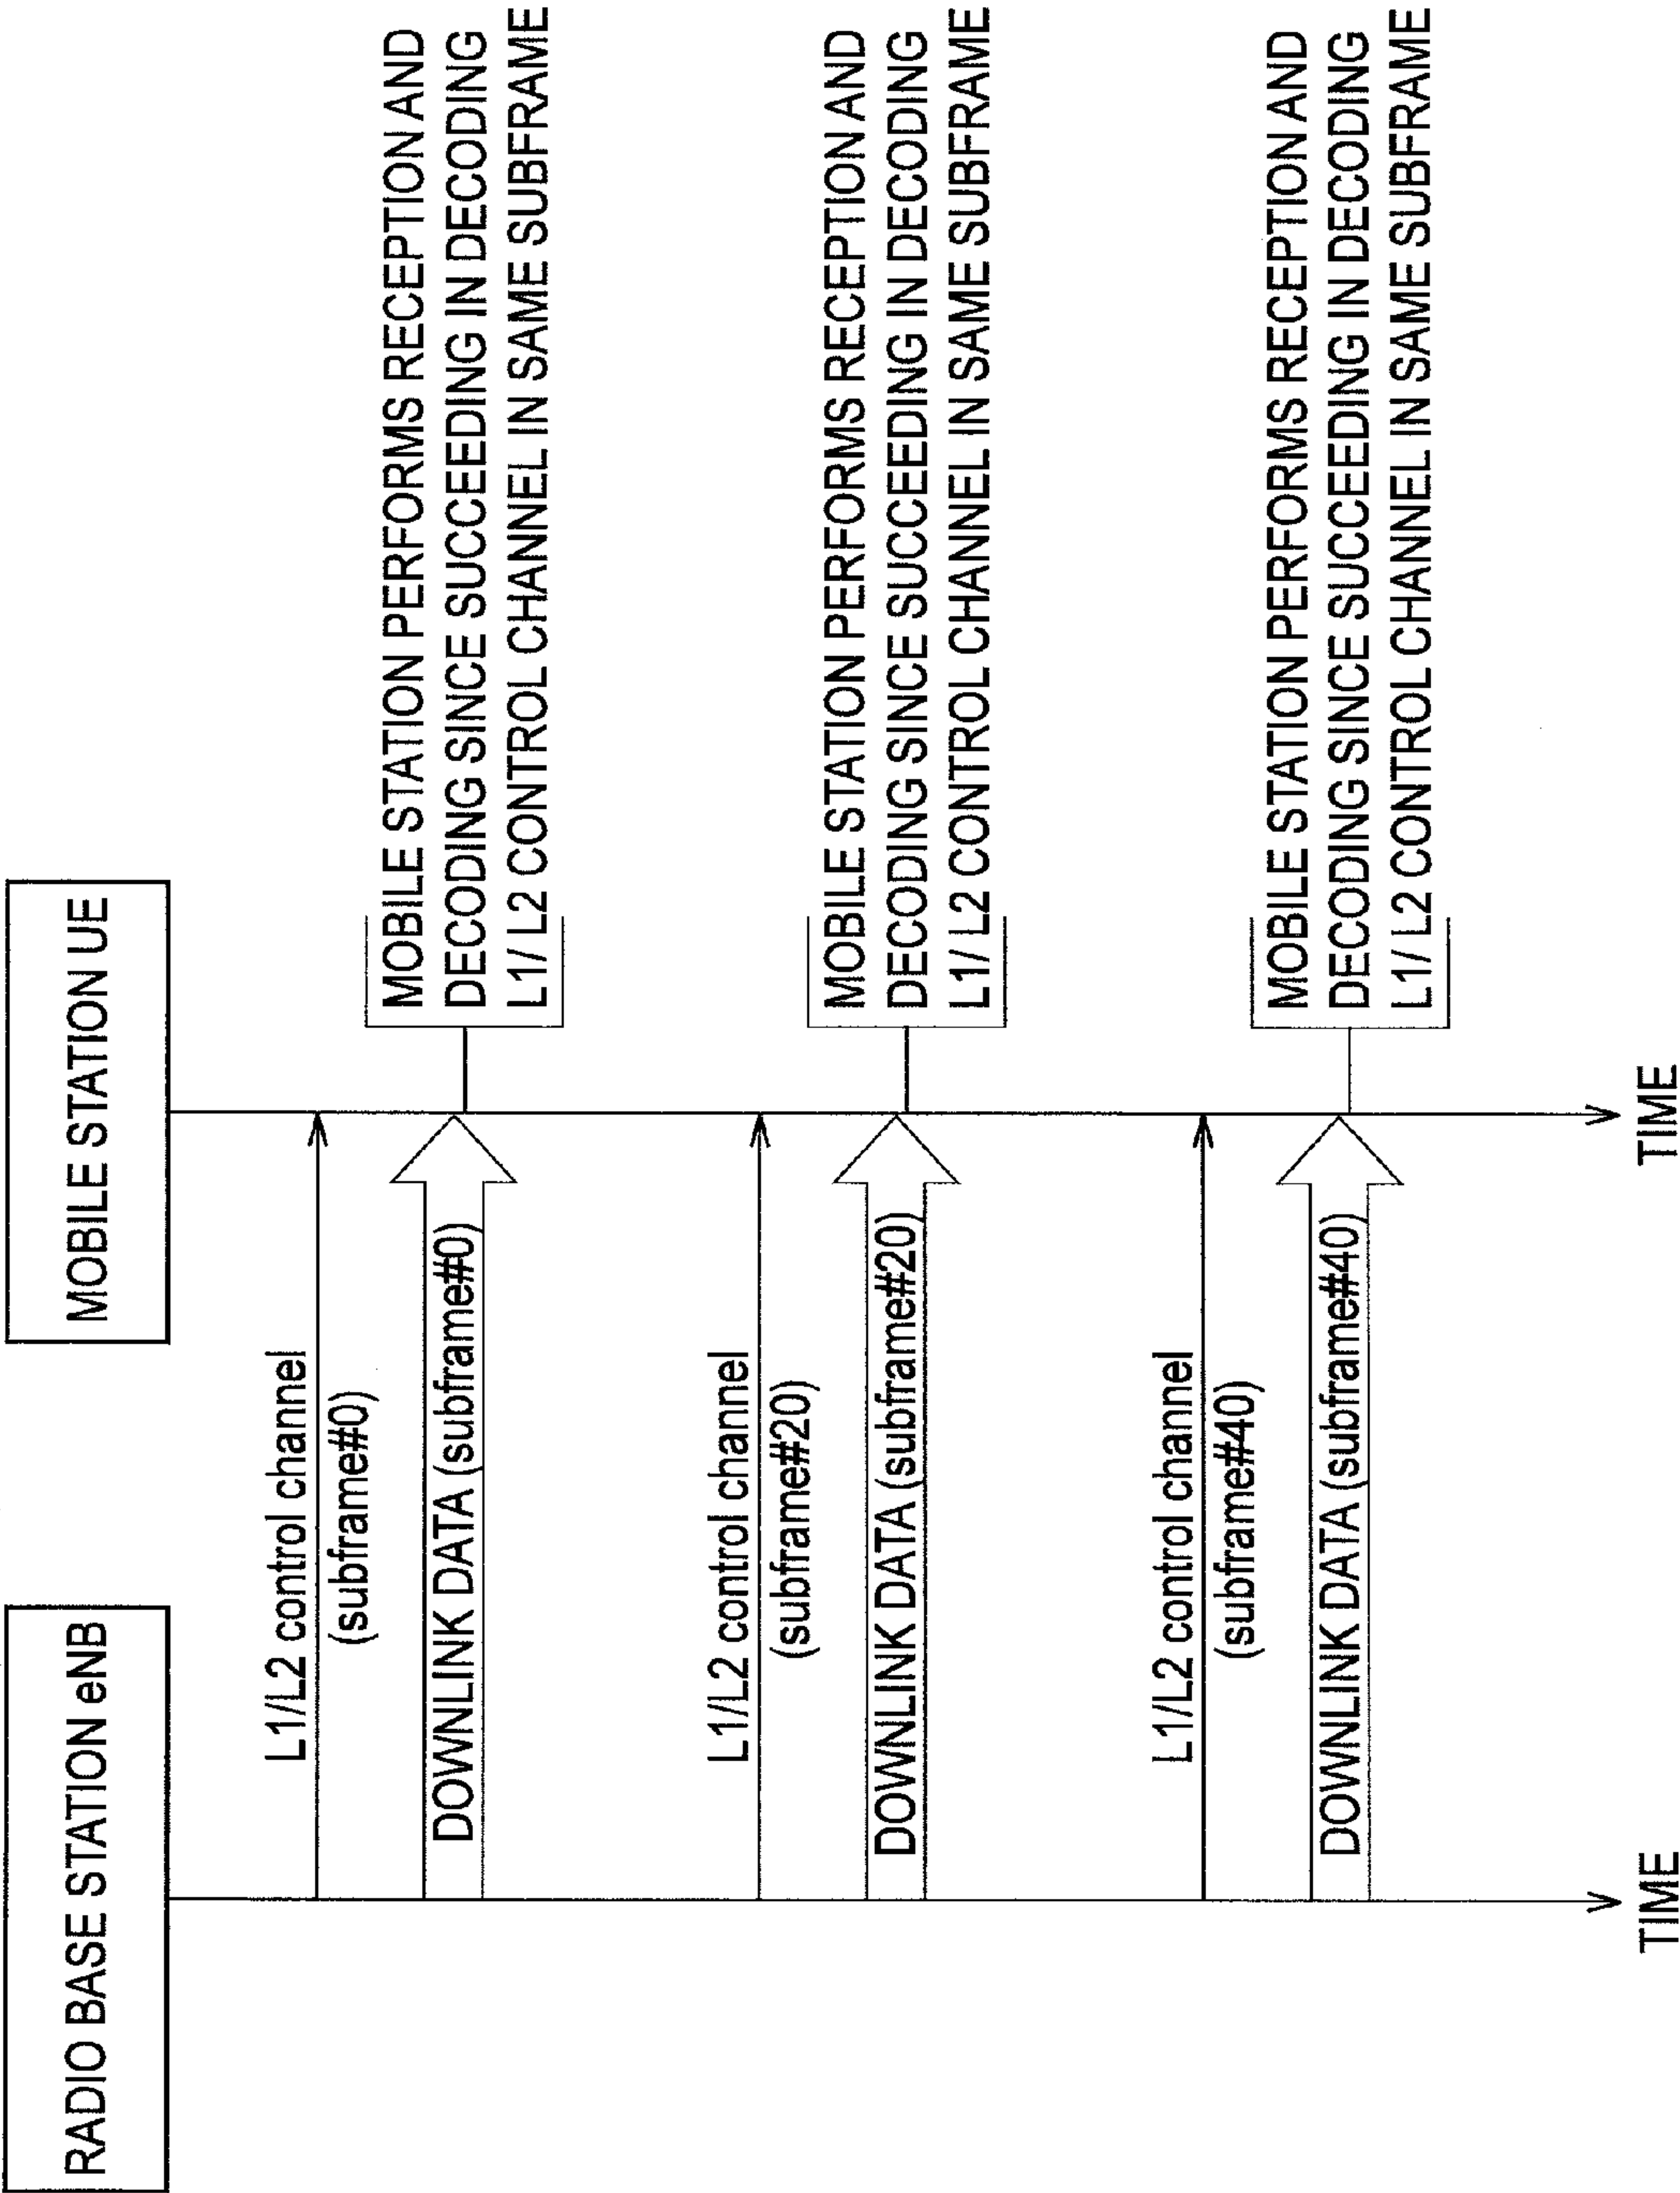 RADIO BASE STATION eNB
MOBILE STATION UE
L1/L2 control channel
(subframe#0)
DOWNLINK DATA (subframe#0)
MOBILE STATION PERFORMS RECEPTION AND
DECODING SINCE SUCCEEDING IN DECODING
L1/ L2 CONTROL CHANNEL IN SAME SUBFRAME
L1/L2 control channel
(subframe#20)
DOWNLINK DATA (subframe#20)
MOBILE STATION PERFORMS RECEPTION AND
DECODING SINCE SUCCEEDING IN DECODING
L1/ L2 CONTROL CHANNEL IN SAME SUBFRAME
L1/L2 control channel
(subframe#40)
DOWNLINK DATA (subframe#40)
MOBILE STATION PERFORMS RECEPTION AND
DECODING SINCE SUCCEEDING IN DECODING
L1/ L2 CONTROL CHANNEL IN SAME SUBFRAME
TIME
TIME